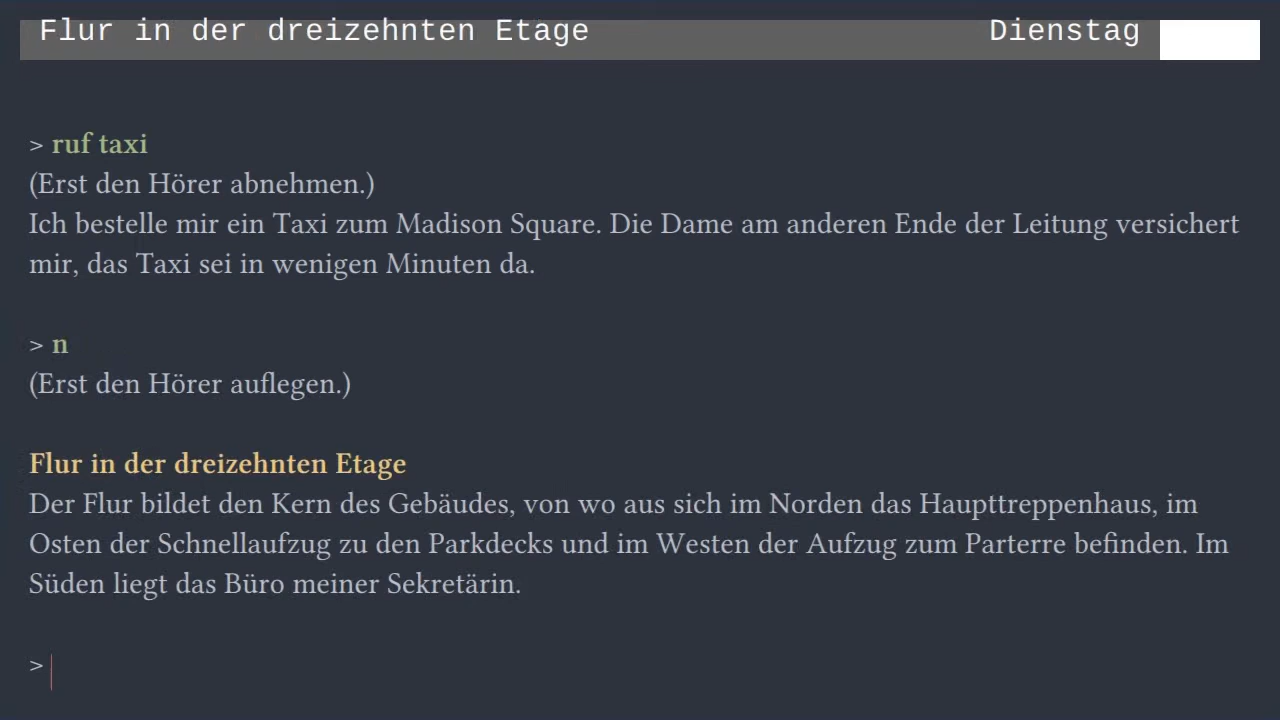 Flur in der dreizehnten Etage Dienstag
> ruf taxi
(Erst den Hörer abnehmen.)
Ich bestelle mir ein Taxi zum Madison Square. Die Dame am anderen Ende der Leitung versichert
mir, das Taxi sei in wenigen Minuten da.
> n
(Erst den Hörer auflegen.)
Flur in der dreizehnten Etage
Der Flur bildet den Kern des Gebäudes, von wo aus sich im Norden das Haupttreppenhaus, im
Osten der Schnellaufzug zu den Parkdecks und im Westen der Aufzug zum Parterre befinden. Im
Süden liegt das Büro meiner Sekretärin.
>